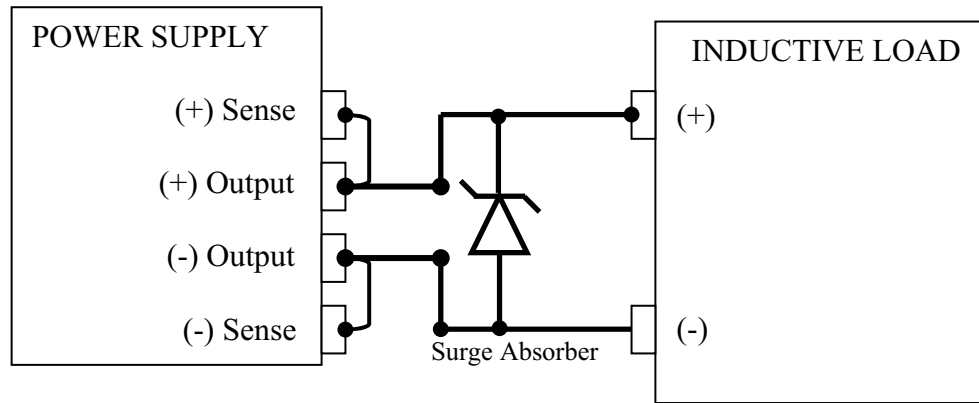 POWER SUPPLY
(+) Sense
(+) Output
(-) Output
(-) Sense
Surge Absorber
INDUCTIVE LOAD
(+)
(-)